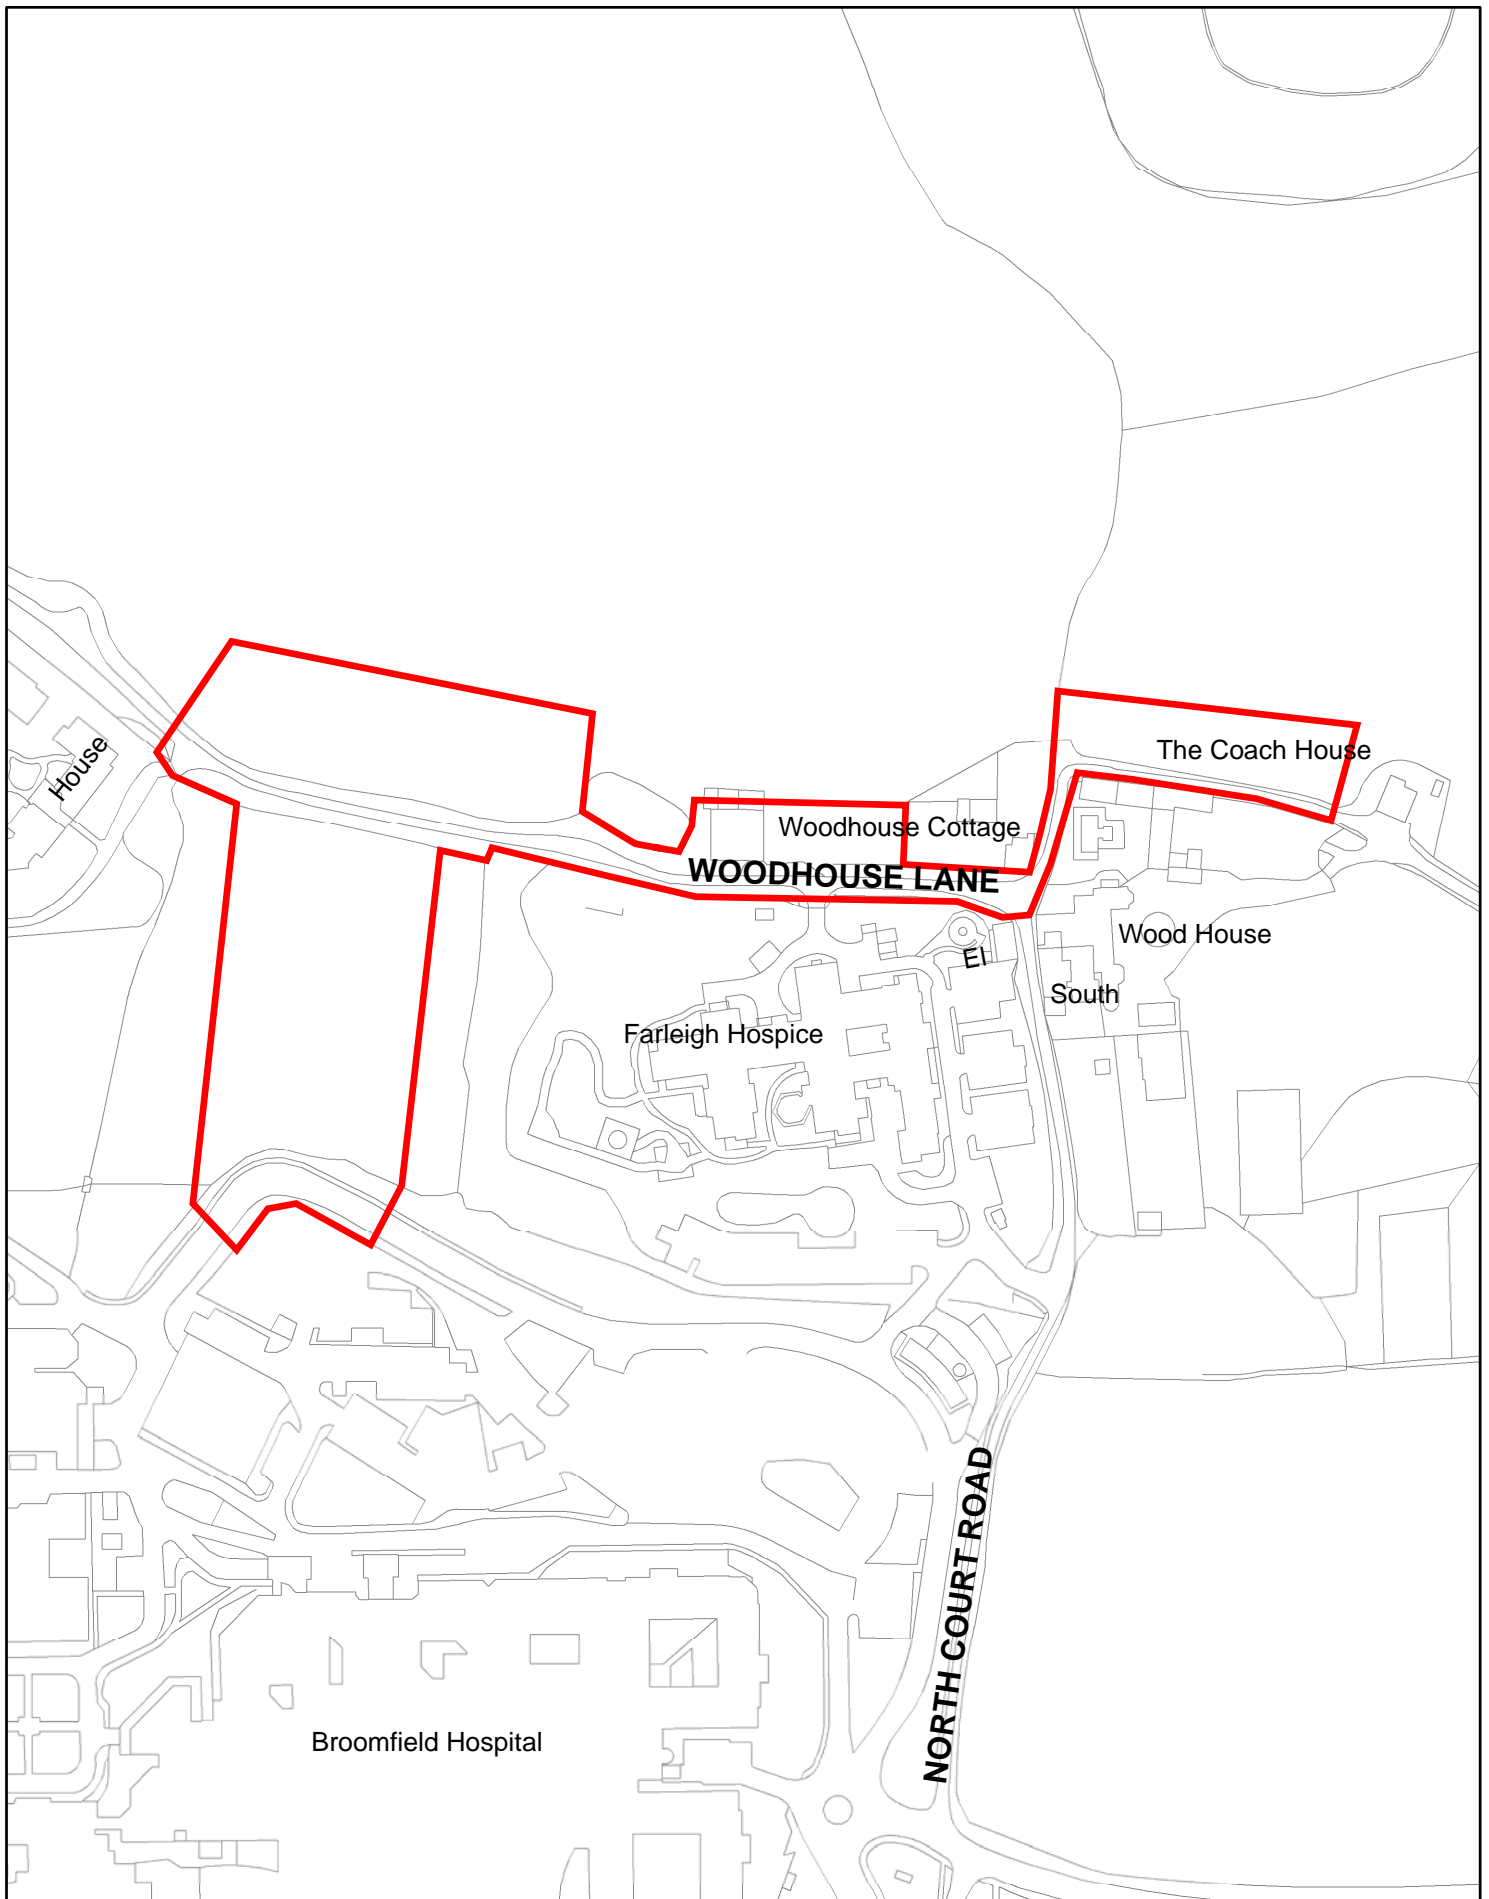 House
The Coach House
Woodhouse Cottage
WOODHOUSE LANE
Wood House
El
South
Farleigh Hospice
NORTH COURT ROAD
Broomfield Hospital